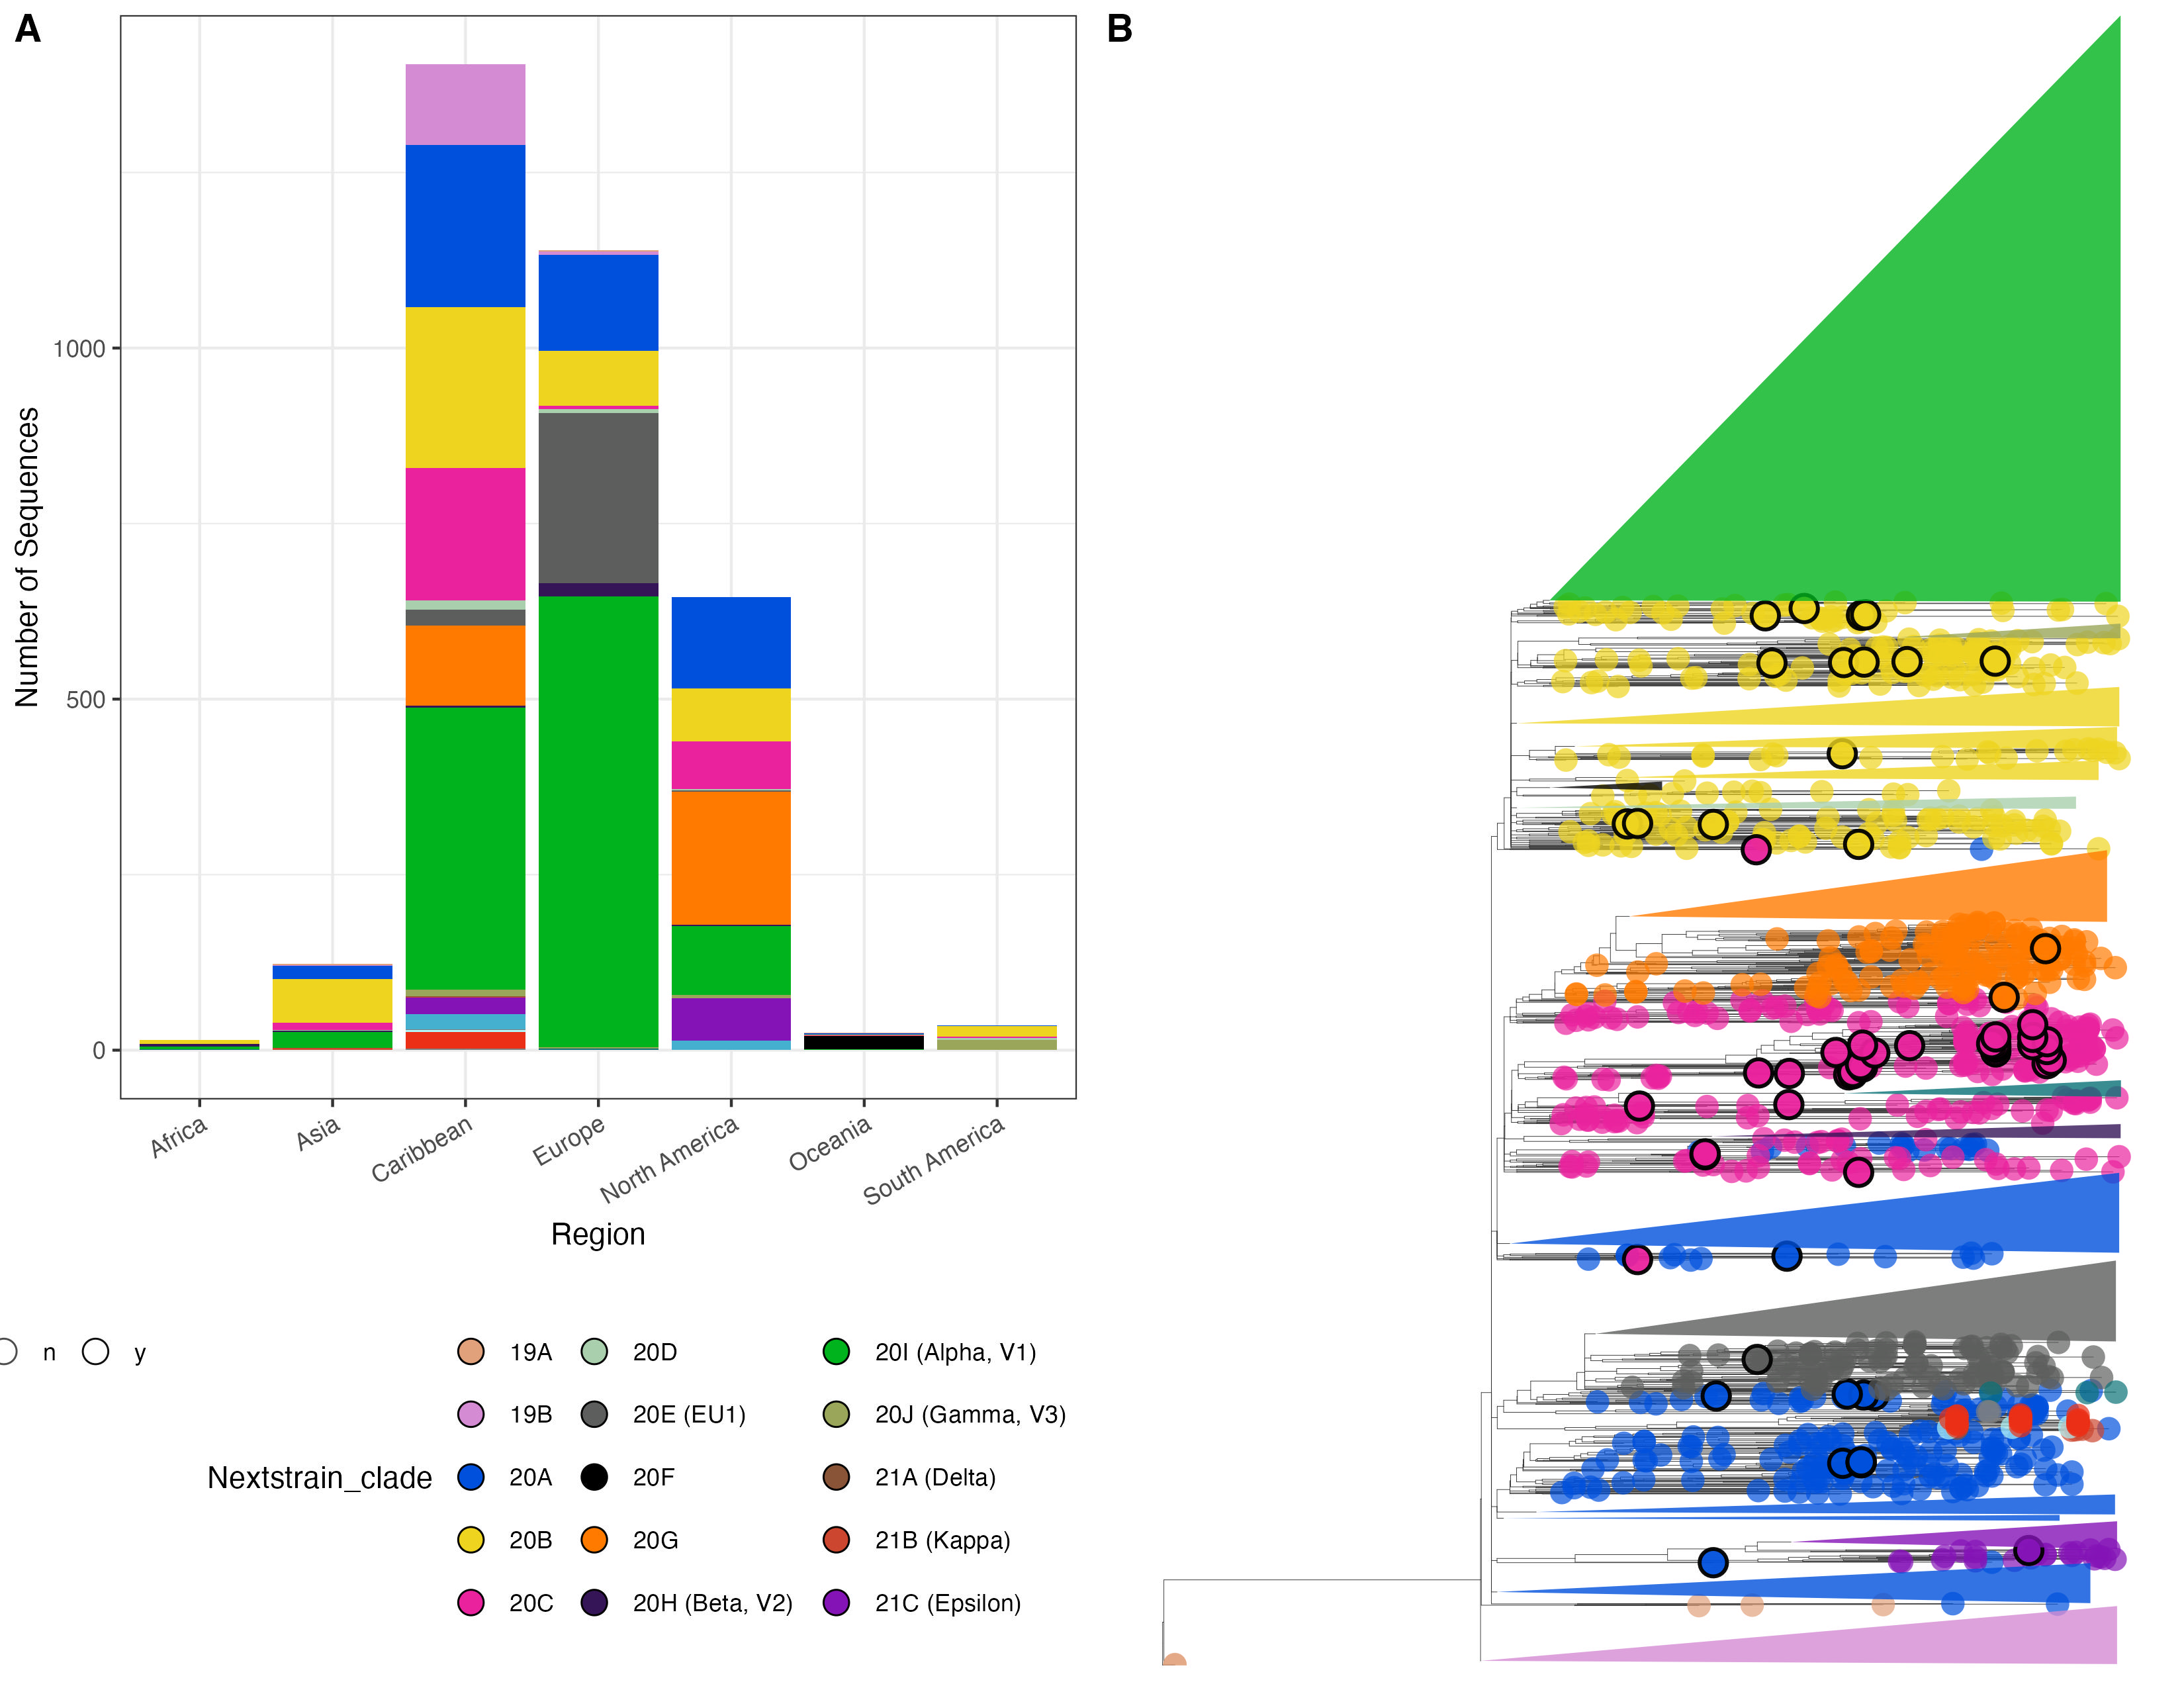 A
B
Number of Sequences
1000
500
0
Africa
Asia
Caribbean
Europe
North America
Oceania
South America
Region
n
y
Nextstrain_clade
19A
19B
20A
20B
20C
20D
20E (EU1)
20F
20G
20H (Beta, V2)
20I (Alpha, V1)
20J (Gamma, V3)
21A (Delta)
21B (Kappa)
21C (Epsilon)